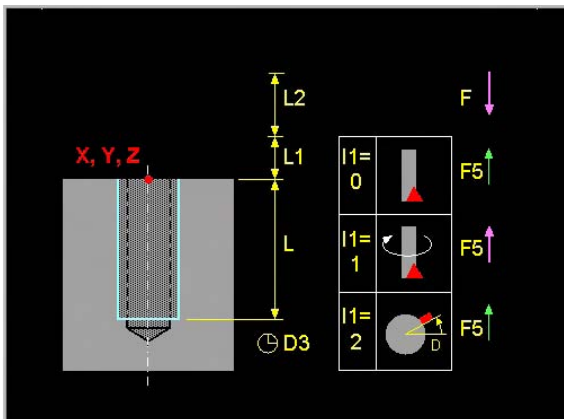 L2
F
X, Y, Z
L1
I1=
0
F5
L
I1=
1
F5
D3
I1=
2
D
F5